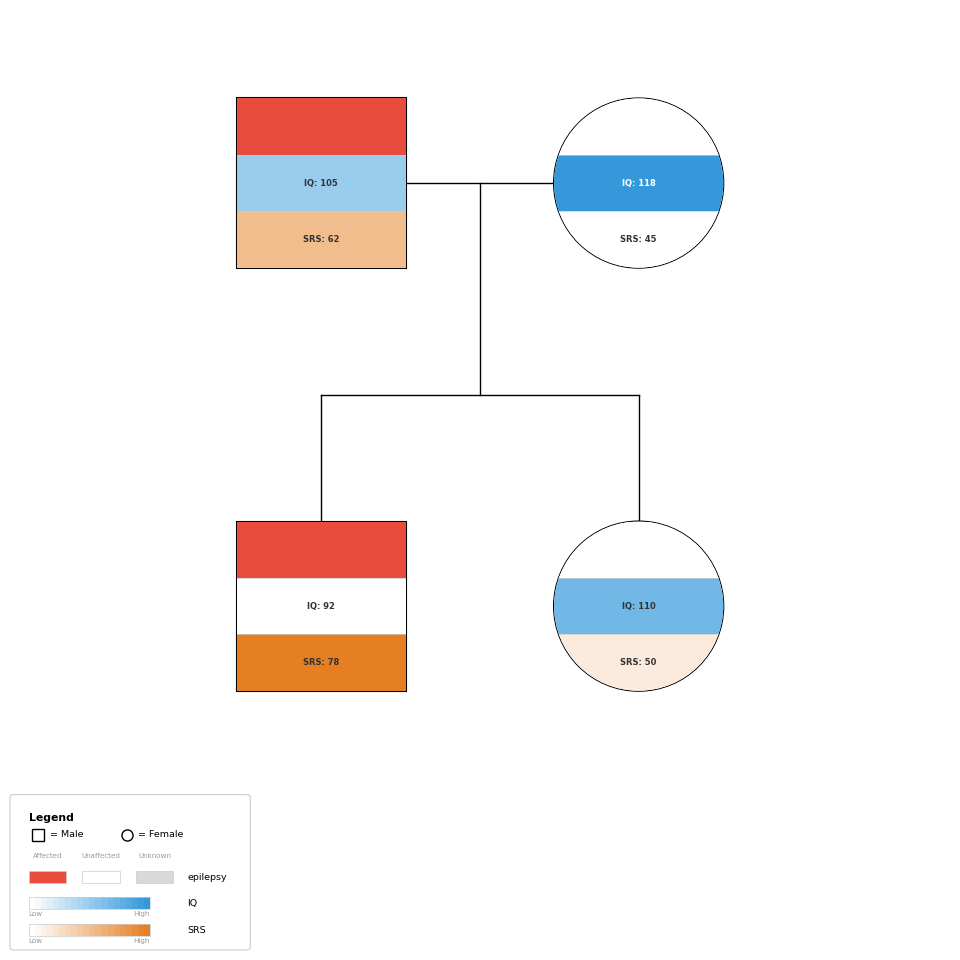 IQ: 105
IQ: 118
SRS: 62
SRS: 45
IQ: 92
IQ: 110
SRS: 78
SRS: 50
Legend
= Male = Female
Affected Unaffected Unknown
epilepsy
IQ
Low High
SRS
Low High